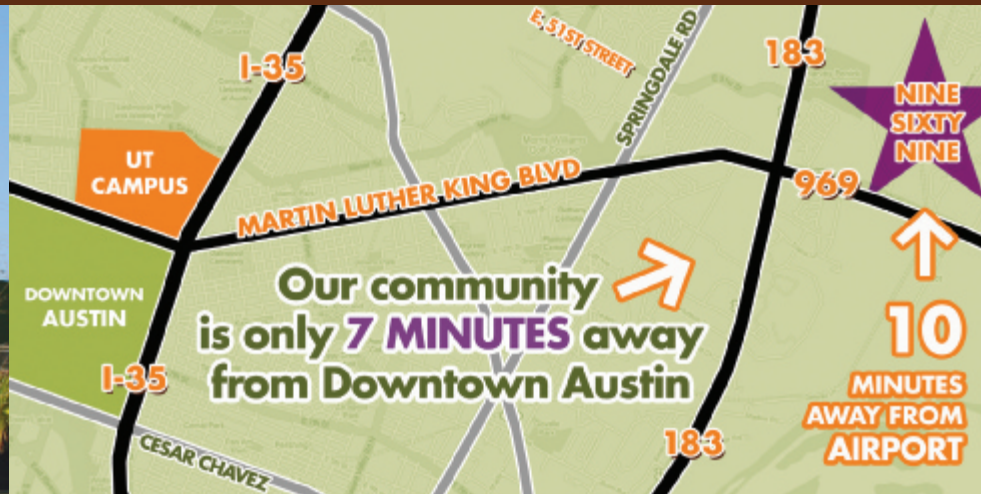 E. 51ST STREET
SPRINGDALE RD
I-35
183
NINE
SIXTY
NINE
UT
CAMPUS
MARTIN LUTHER KING BLVD
969
DOWNTOWN
AUSTIN
Our community
is only 7 MINUTES away
from Downtown Austin
10
MINUTES
AWAY FROM
AIRPORT
I-35
183
CESAR CHAVEZ